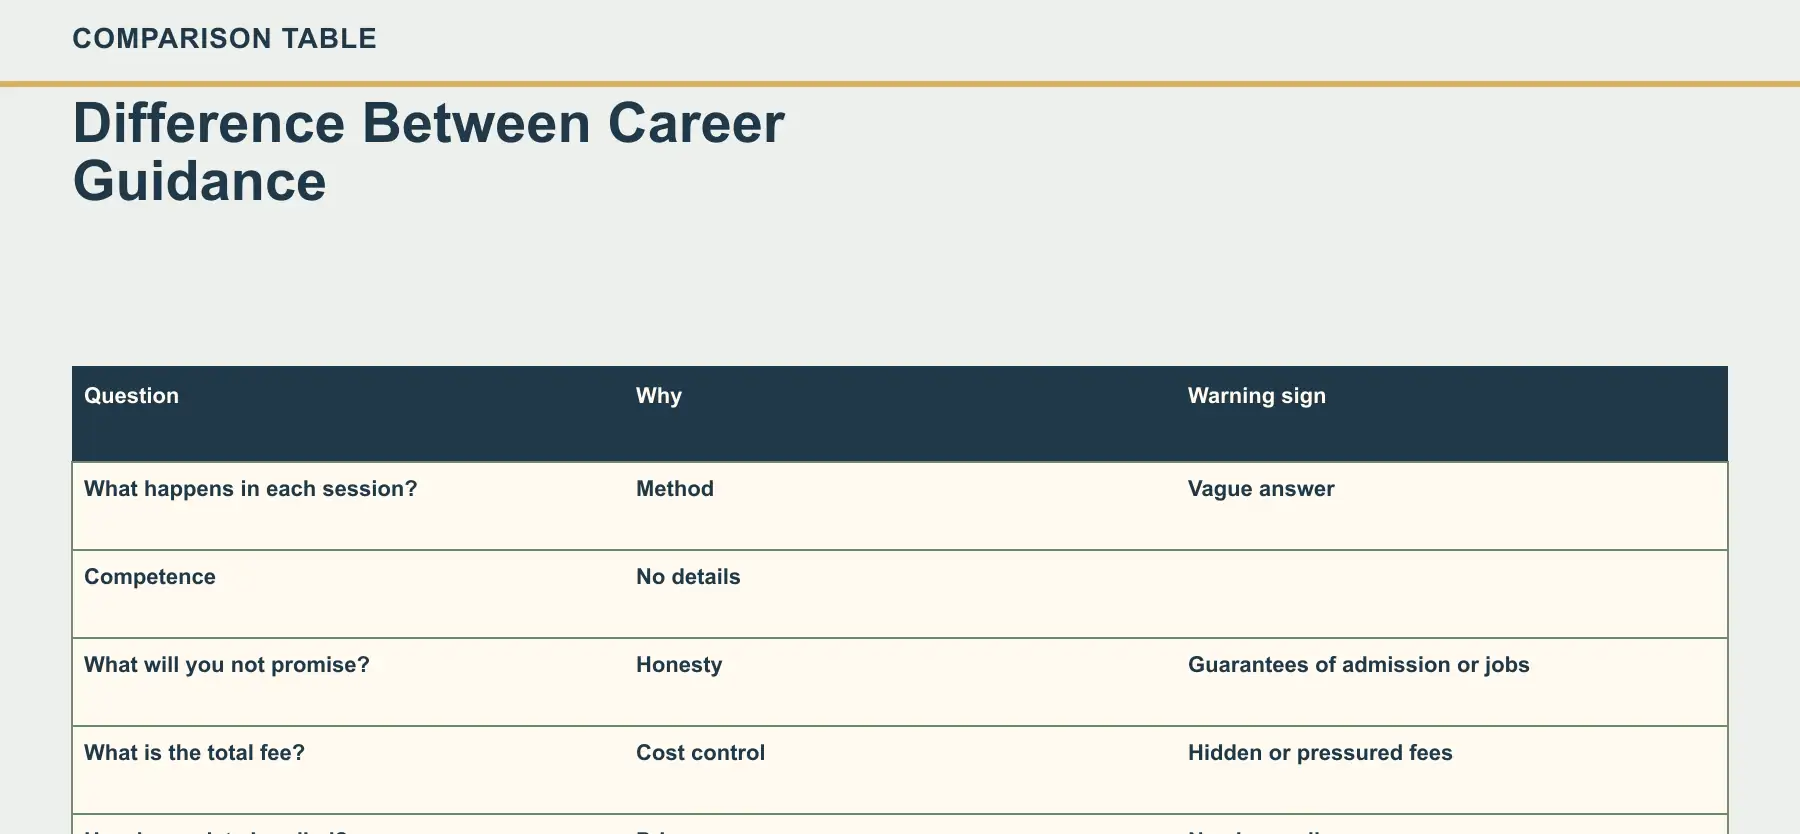 COMPARISON TABLE
Difference Between Career
Guidance
Question Why Warning sign
What happens in each session? Method Vague answer
Competence No details
What will you not promise? Honesty Guarantees of admission or jobs
What is the total fee? Cost control Hidden or pressured fees